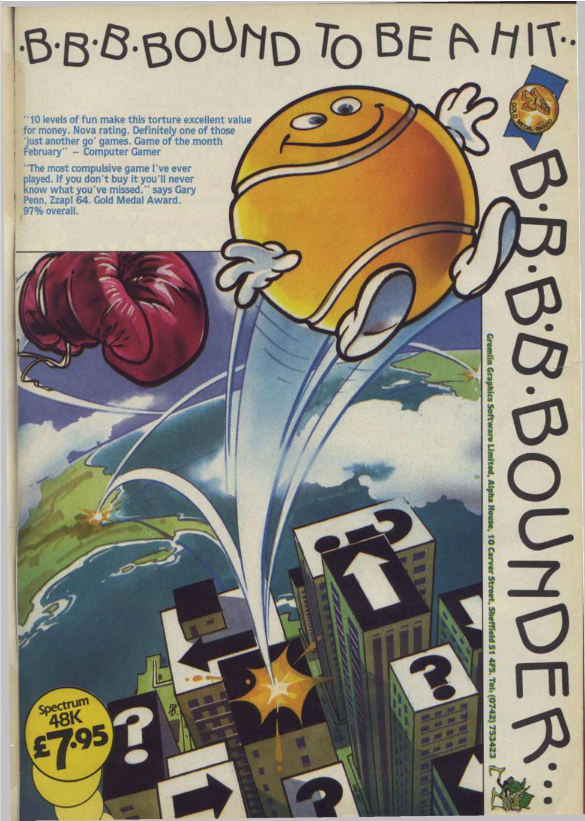 ·B·B·B·BOUND TO BE A HIT··
"10 levels of fun make this torture excellent value
for money. Nova rating. Definitely one of those
'just another go' games. Game of the month
February" — Computer Gamer
"The most compulsive game I've ever
played. If you don't buy it you'll never
know what you've missed." says Gary
Penn, Zzap! 64. Gold Medal Award.
97% overall.
GOLD MEDAL AWARD
B·B·B·B·BOUNDER...
Gremlin Graphics Software Limited, Alpha House, 10 Carver Street, Sheffield S1 4FS. Tel: (0742) 753423
?
?
?
?
Spectrum
48K
£7·95